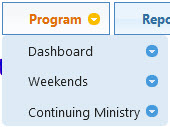 Program Repo
Dashboard
Weekends
Continuing Ministry